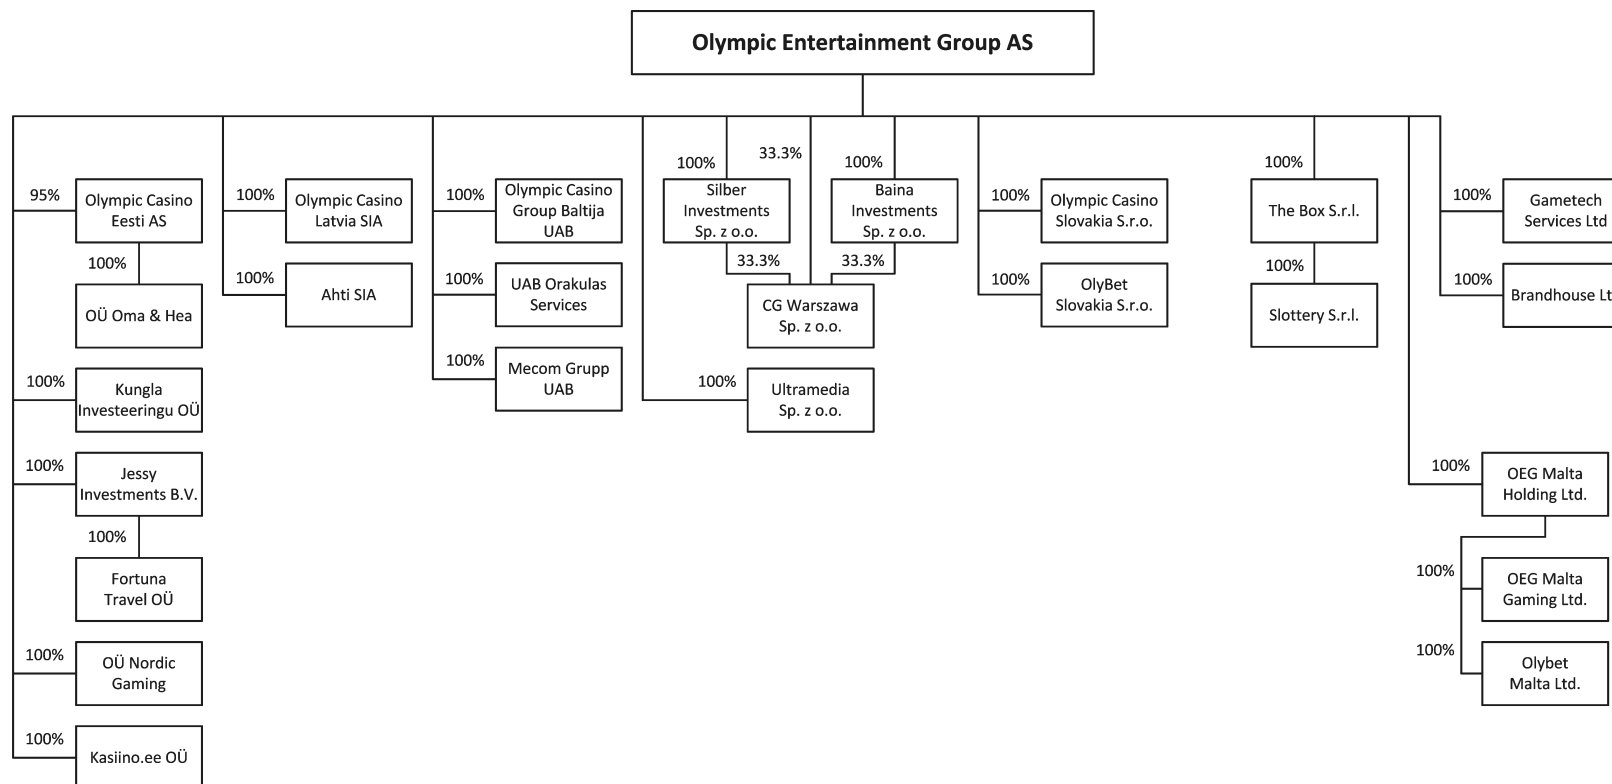 Olympic Entertainment Group AS
95%
Olympic Casino
Eesti AS
100%
OÜ Oma & Hea
100%
Kungla
Investeeringu OÜ
100%
Jessy
Investments B.V.
100%
Fortuna
Travel OÜ
100%
OÜ Nordic
Gaming
100%
Kasiino.ee OÜ
100%
Olympic Casino
Latvia SIA
100%
Ahti SIA
100%
Olympic Casino
Group Baltija
UAB
100%
UAB Orakulas
Services
100%
Mecom Grupp
UAB
100%
Silber
Investments
Sp. z o.o.
33.3%
33.3%
100%
Baina
Investments
Sp. z o.o.
33.3%
CG Warszawa
Sp. z o.o.
100%
Ultramedia
Sp. z o.o.
100%
Olympic Casino
Slovakia S.r.o.
100%
OlyBet
Slovakia S.r.o.
100%
The Box S.r.l.
100%
Slottery S.r.l.
100%
Gametech
Services Ltd
100%
Brandhouse Lt
100%
OEG Malta
Holding Ltd.
100%
OEG Malta
Gaming Ltd.
100%
Olybet
Malta Ltd.